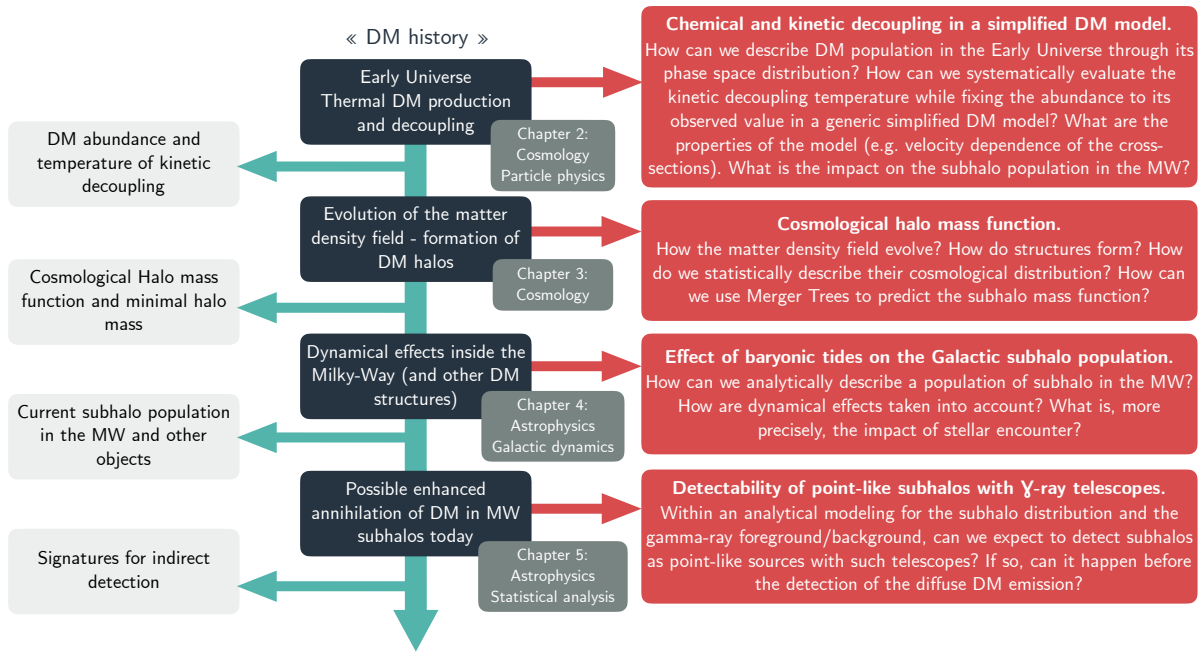 « DM history »
Early Universe
Thermal DM production
and decoupling
Chapter 2:
Cosmology
Particle physics
Chemical and kinetic decoupling in a simplified DM model.
How can we describe DM population in the Early Universe through its
phase space distribution? How can we systematically evaluate the
kinetic decoupling temperature while fixing the abundance to its
observed value in a generic simplified DM model? What are the
properties of the model (e.g. velocity dependence of the cross-
sections). What is the impact on the subhalo population in the MW?
DM abundance and
temperature of kinetic
decoupling
Evolution of the matter
density field - formation of
DM halos
Chapter 3:
Cosmology
Cosmological halo mass function.
How the matter density field evolve? How do structures form? How
do we statistically describe their cosmological distribution? How can
we use Merger Trees to predict the subhalo mass function?
Cosmological Halo mass
function and minimal halo
mass
Dynamical effects inside the
Milky-Way (and other DM
structures)
Chapter 4:
Astrophysics
Galactic dynamics
Effect of baryonic tides on the Galactic subhalo population.
How can we analytically describe a population of subhalo in the MW?
How are dynamical effects taken into account? What is, more
precisely, the impact of stellar encounter?
Current subhalo population
in the MW and other
objects
Possible enhanced
annihilation of DM in MW
subhalos today
Chapter 5:
Astrophysics
Statistical analysis
Detectability of point-like subhalos with Ɣ-ray telescopes.
Within an analytical modeling for the subhalo distribution and the
gamma-ray foreground/background, can we expect to detect subhalos
as point-like sources with such telescopes? If so, can it happen before
the detection of the diffuse DM emission?
Signatures for indirect
detection